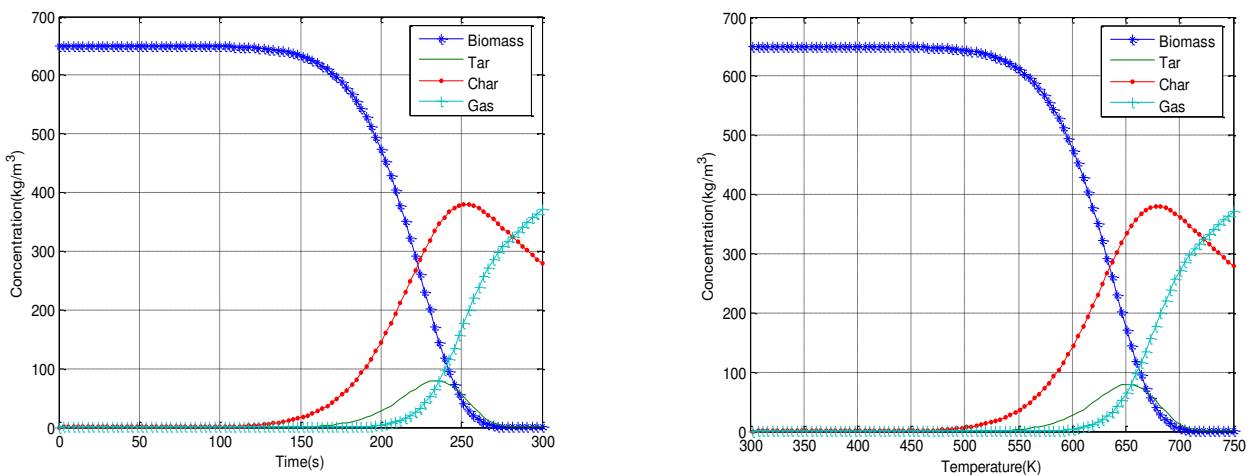 700
600
500
400
300
200
100
0
Concentration(kg/m³)
Biomass
Tar
Char
Gas
0 50 100 150 200 250 300
Time(s)
700
600
500
400
300
200
100
0
Concentration(kg/m³)
Biomass
Tar
Char
Gas
300 350 400 450 500 550 600 650 700 750
Temperature(K)